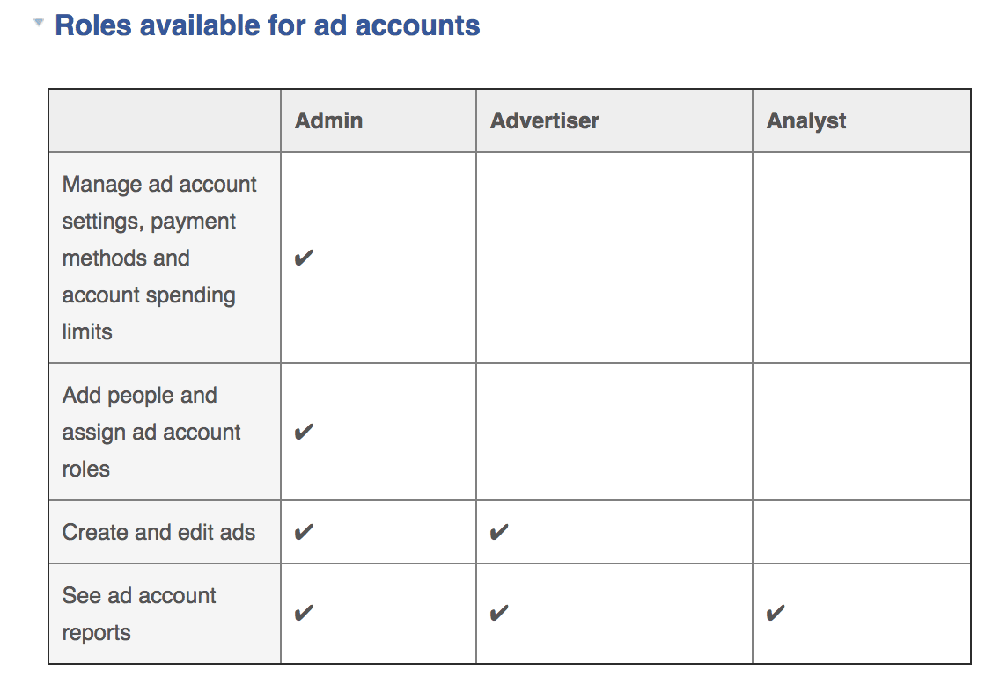 Roles available for ad accounts
Admin Advertiser Analyst
Manage ad account
settings, payment
methods and
account spending
limits
✔
Add people and
assign ad account
roles
✔
Create and edit ads ✔ ✔
See ad account
reports
✔ ✔ ✔